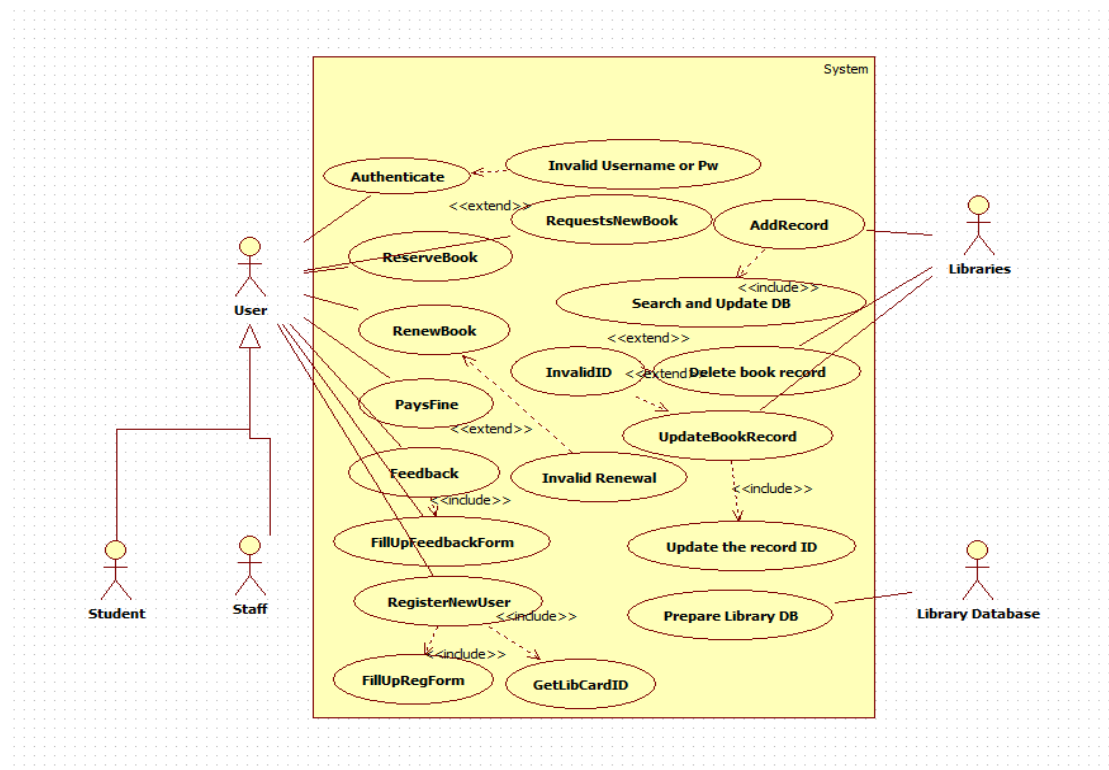 System
Invalid Username or Pw
Authenticate
<<extend>>
RequestsNewBook
AddRecord
ReserveBook
Libraries
<<include>>
User
Search and Update DB
RenewBook
<<extend>>
InvalidID
<<extend>>
Delete book record
PaysFine
<<extend>>
UpdateBookRecord
Feedback
Invalid Renewal
<<include>>
<<include>>
FillUpFeedbackForm
Update the record ID
RegisterNewUser
Student
Staff
<<include>>
Prepare Library DB
Library Database
<<include>>
FillUpRegForm
GetLibCardID